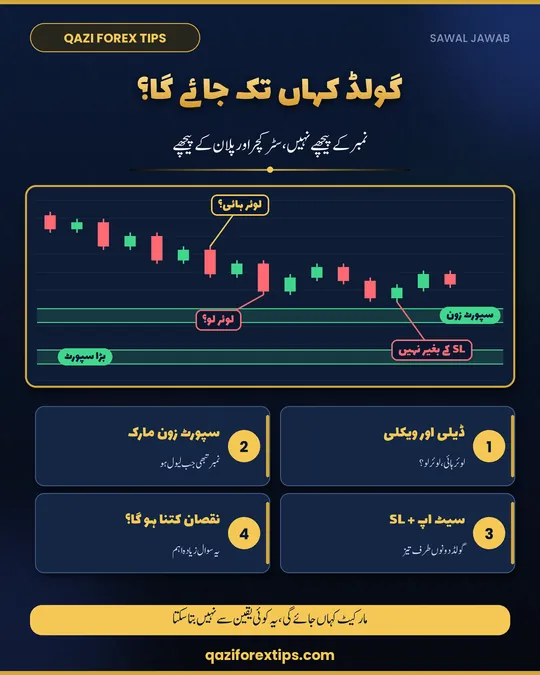 QAZI FOREX TIPS
SAWAL JAWAB
گولڈ کہاں تک جائے گا؟
نمبر کے پیچھے نہیں، سٹرکچر اور پلان کے پیچھے
لوئر ہائی؟
سپورٹ زون
لوئر لو؟
SL کے بغیر نہیں
بڑا سپورٹ
1
ڈیلی اور ویکلی
لوئر ہائی، لوئر لو؟
2
سپورٹ زون مارک
نمبر تبھی جب لیول ہو
3
سیٹ اپ + SL
گولڈ دونوں طرف تیز
4
نقصان کتنا ہو گا؟
یہ سوال زیادہ اہم
مارکیٹ کہاں جائے گی، یہ کوئی یقین سے نہیں بتا سکتا
qaziforextips.com